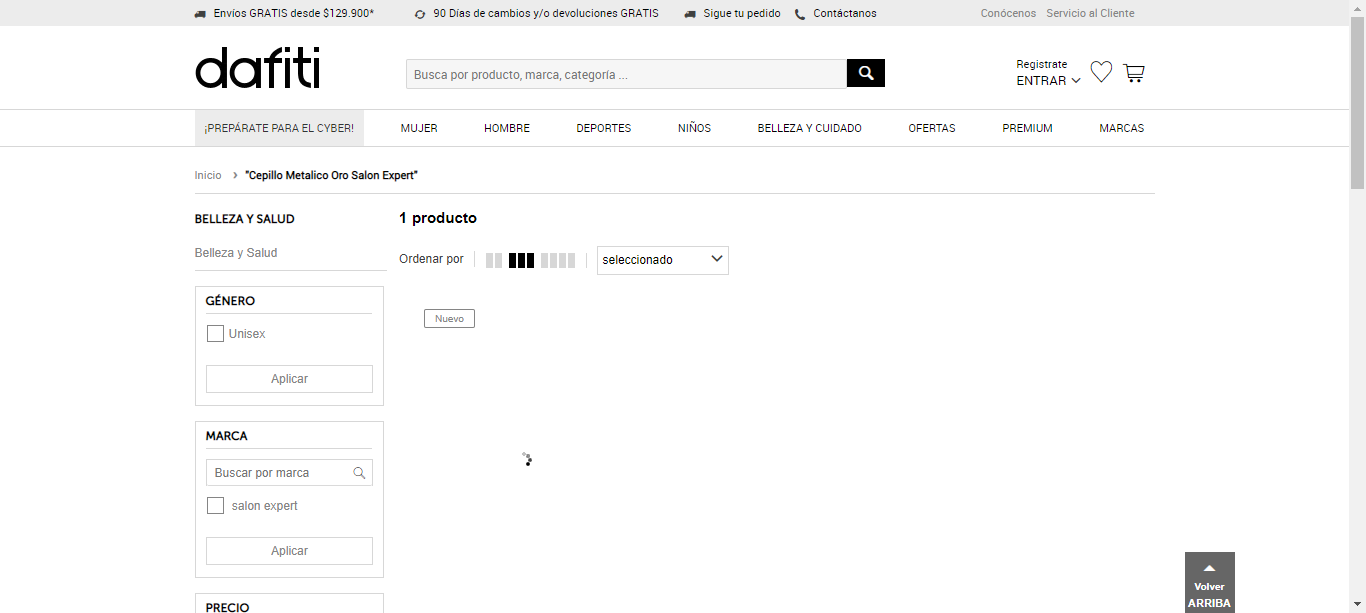 Envíos GRATIS desde $129.900* 90 Días de cambios y/o devoluciones GRATIS Sigue tu pedido Contáctanos Conócenos Servicio al Cliente
dafiti
Busca por producto, marca, categoría ...
Registrate
ENTRAR
¡PREPÁRATE PARA EL CYBER! MUJER HOMBRE DEPORTES NIÑOS BELLEZA Y CUIDADO OFERTAS PREMIUM MARCAS
Inicio > "Cepillo Metalico Oro Salon Expert"
BELLEZA Y SALUD
Belleza y Salud
GÉNERO
Unisex
Aplicar
MARCA
Buscar por marca
salon expert
Aplicar
PRECIO
1 producto
Ordenar por seleccionado
Nuevo
Volver
ARRIBA